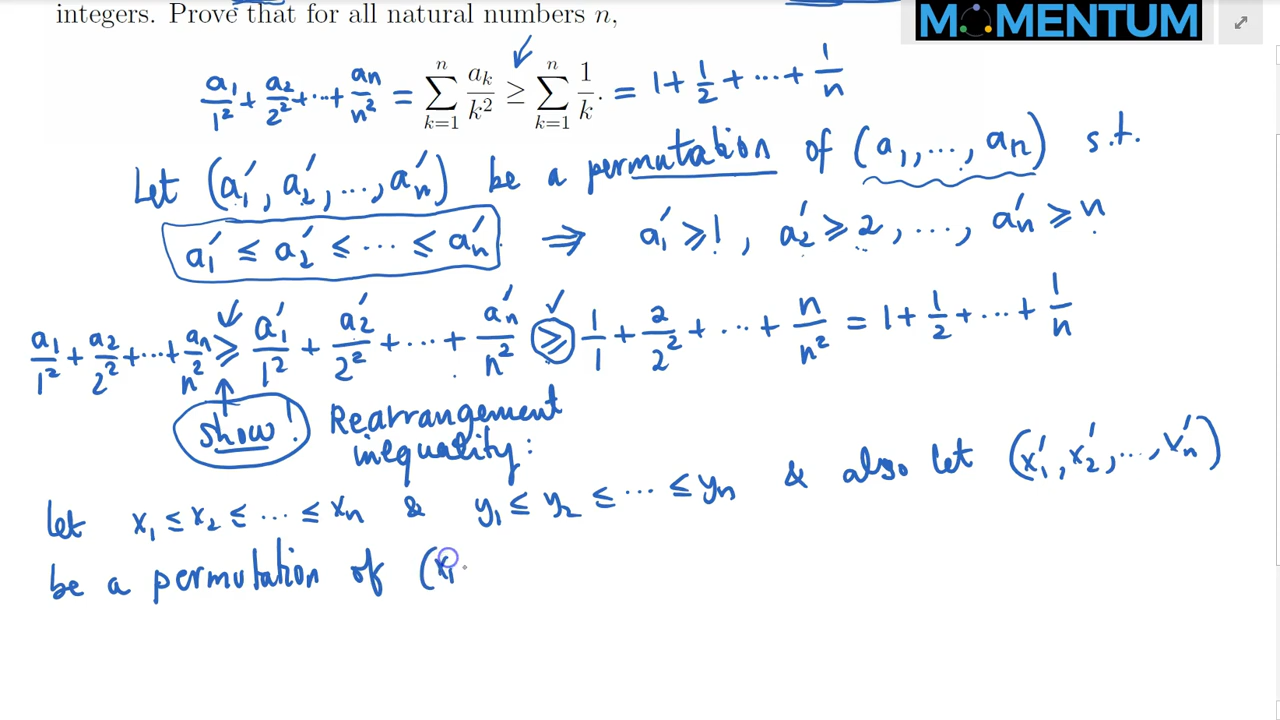 integers. Prove that for all natural numbers n,
MOMENTUM
a₁/1² + a₂/2² + ... + aₙ/n² = ∑_{k=1}^{n} aₖ/k² ≥ ∑_{k=1}^{n} 1/k. = 1 + 1/2 + ... + 1/n
Let (a₁', a₂', ..., aₙ') be a permutation of (a₁, ..., aₙ) s.t.
a₁' ≤ a₂' ≤ ... ≤ aₙ' ⇒ a₁' ≥ 1, a₂' ≥ 2, ..., aₙ' ≥ n
a₁/1² + a₂/2² + ... + aₙ/n² ≥ a₁'/1² + a₂'/2² + ... + aₙ'/n² ≥ 1/1 + 2/2² + ... + n/n² = 1 + 1/2 + ... + 1/n
show! Rearrangement
inequality:
let x₁ ≤ x₂ ≤ ... ≤ xₙ & y₁ ≤ y₂ ≤ ... ≤ yₙ & also let (x₁', x₂', ..., xₙ')
be a permutation of (x₁